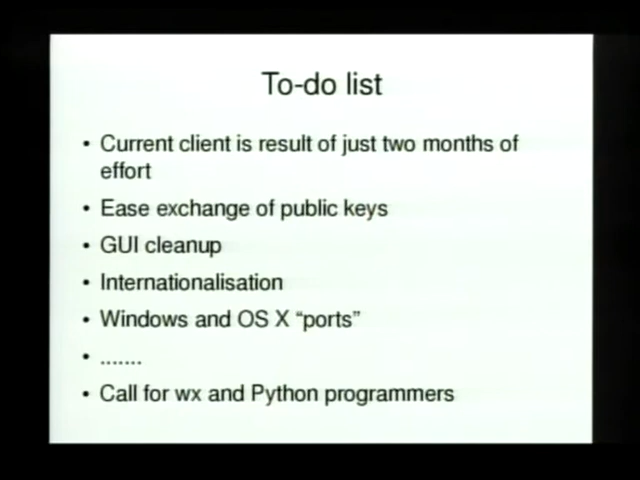 To-do list
• Current client is result of just two months of
effort
• Ease exchange of public keys
• GUI cleanup
• Internationalisation
• Windows and OS X “ports”
• .......
• Call for wx and Python programmers